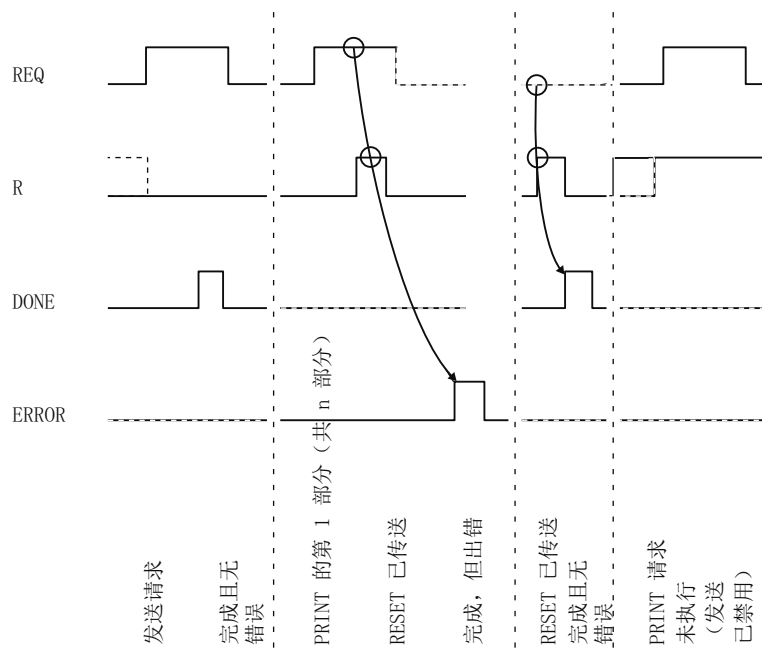 REQ
R
DONE
ERROR
发送请求
完成且无
错误
PRINT 的第 1 部分（共 n 部分）
RESET 已传送
完成，但出错
RESET 已传送
完成且无
错误
PRINT 请求
未执行
（发送
已禁用）